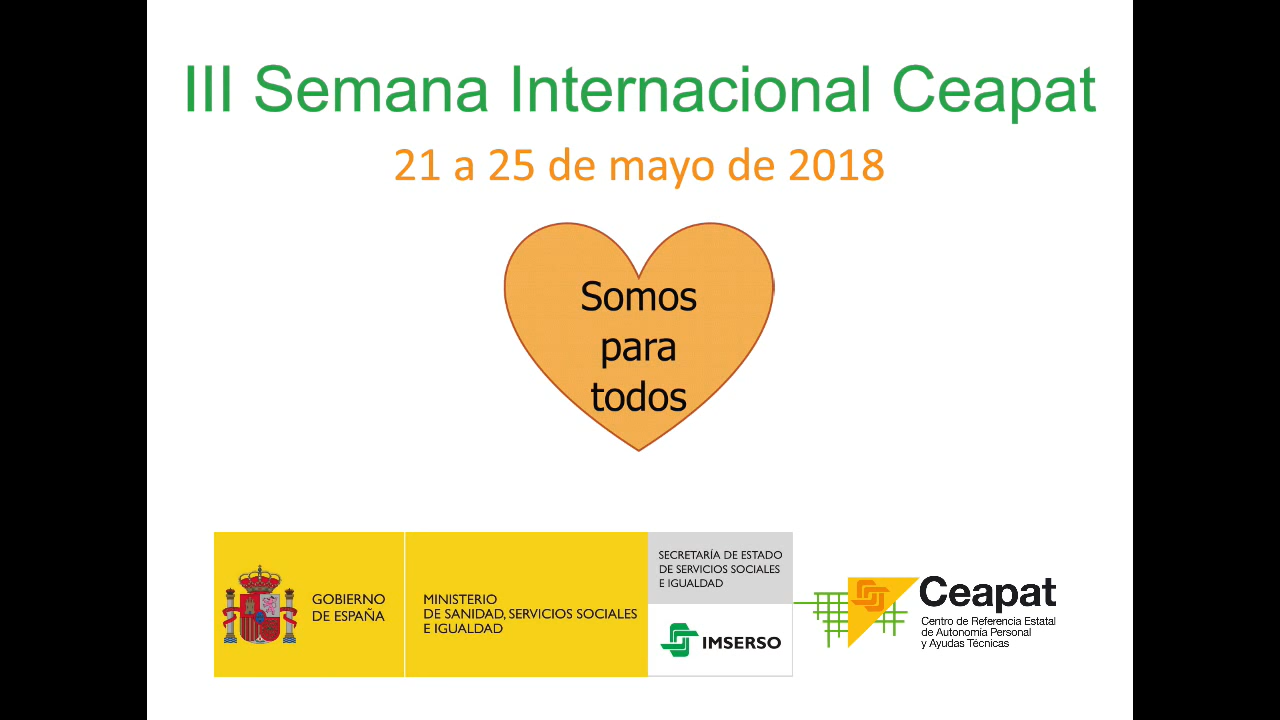 III Semana Internacional Ceapat
21 a 25 de mayo de 2018
Somos
para
todos
GOBIERNO
DE ESPAÑA
MINISTERIO
DE SANIDAD, SERVICIOS SOCIALES
E IGUALDAD
SECRETARÍA DE ESTADO
DE SERVICIOS SOCIALES
E IGUALDAD
IMSERSO
Ceapat
Centro de Referencia Estatal
de Autonomía Personal
y Ayudas Técnicas